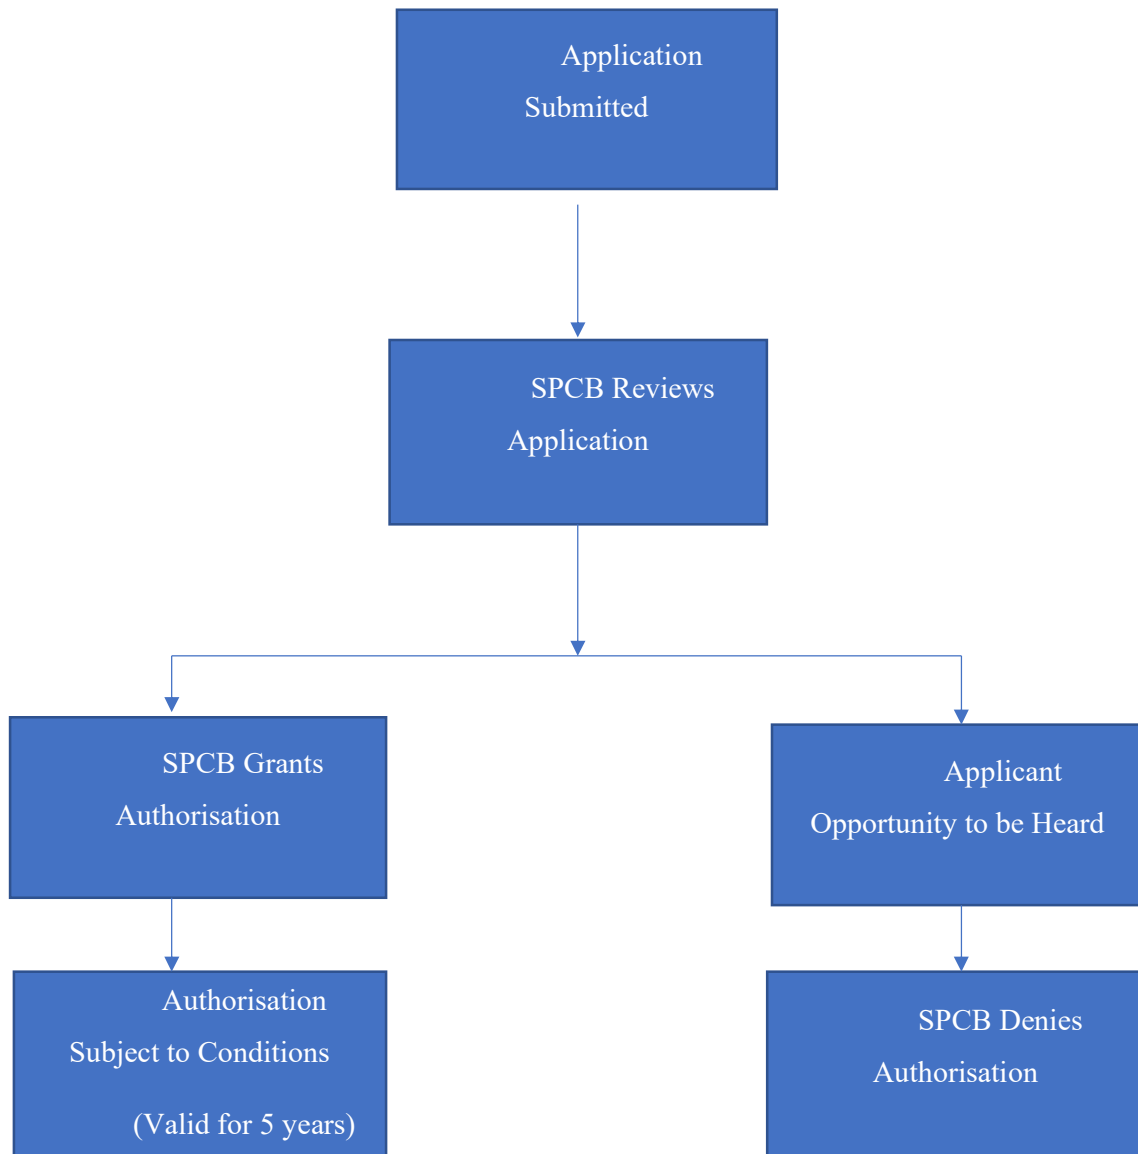 Application
Submitted
SPCB Reviews
Application
SPCB Grants
Authorisation
Applicant
Opportunity to be Heard
Authorisation
Subject to Conditions
(Valid for 5 years)
SPCB Denies
Authorisation